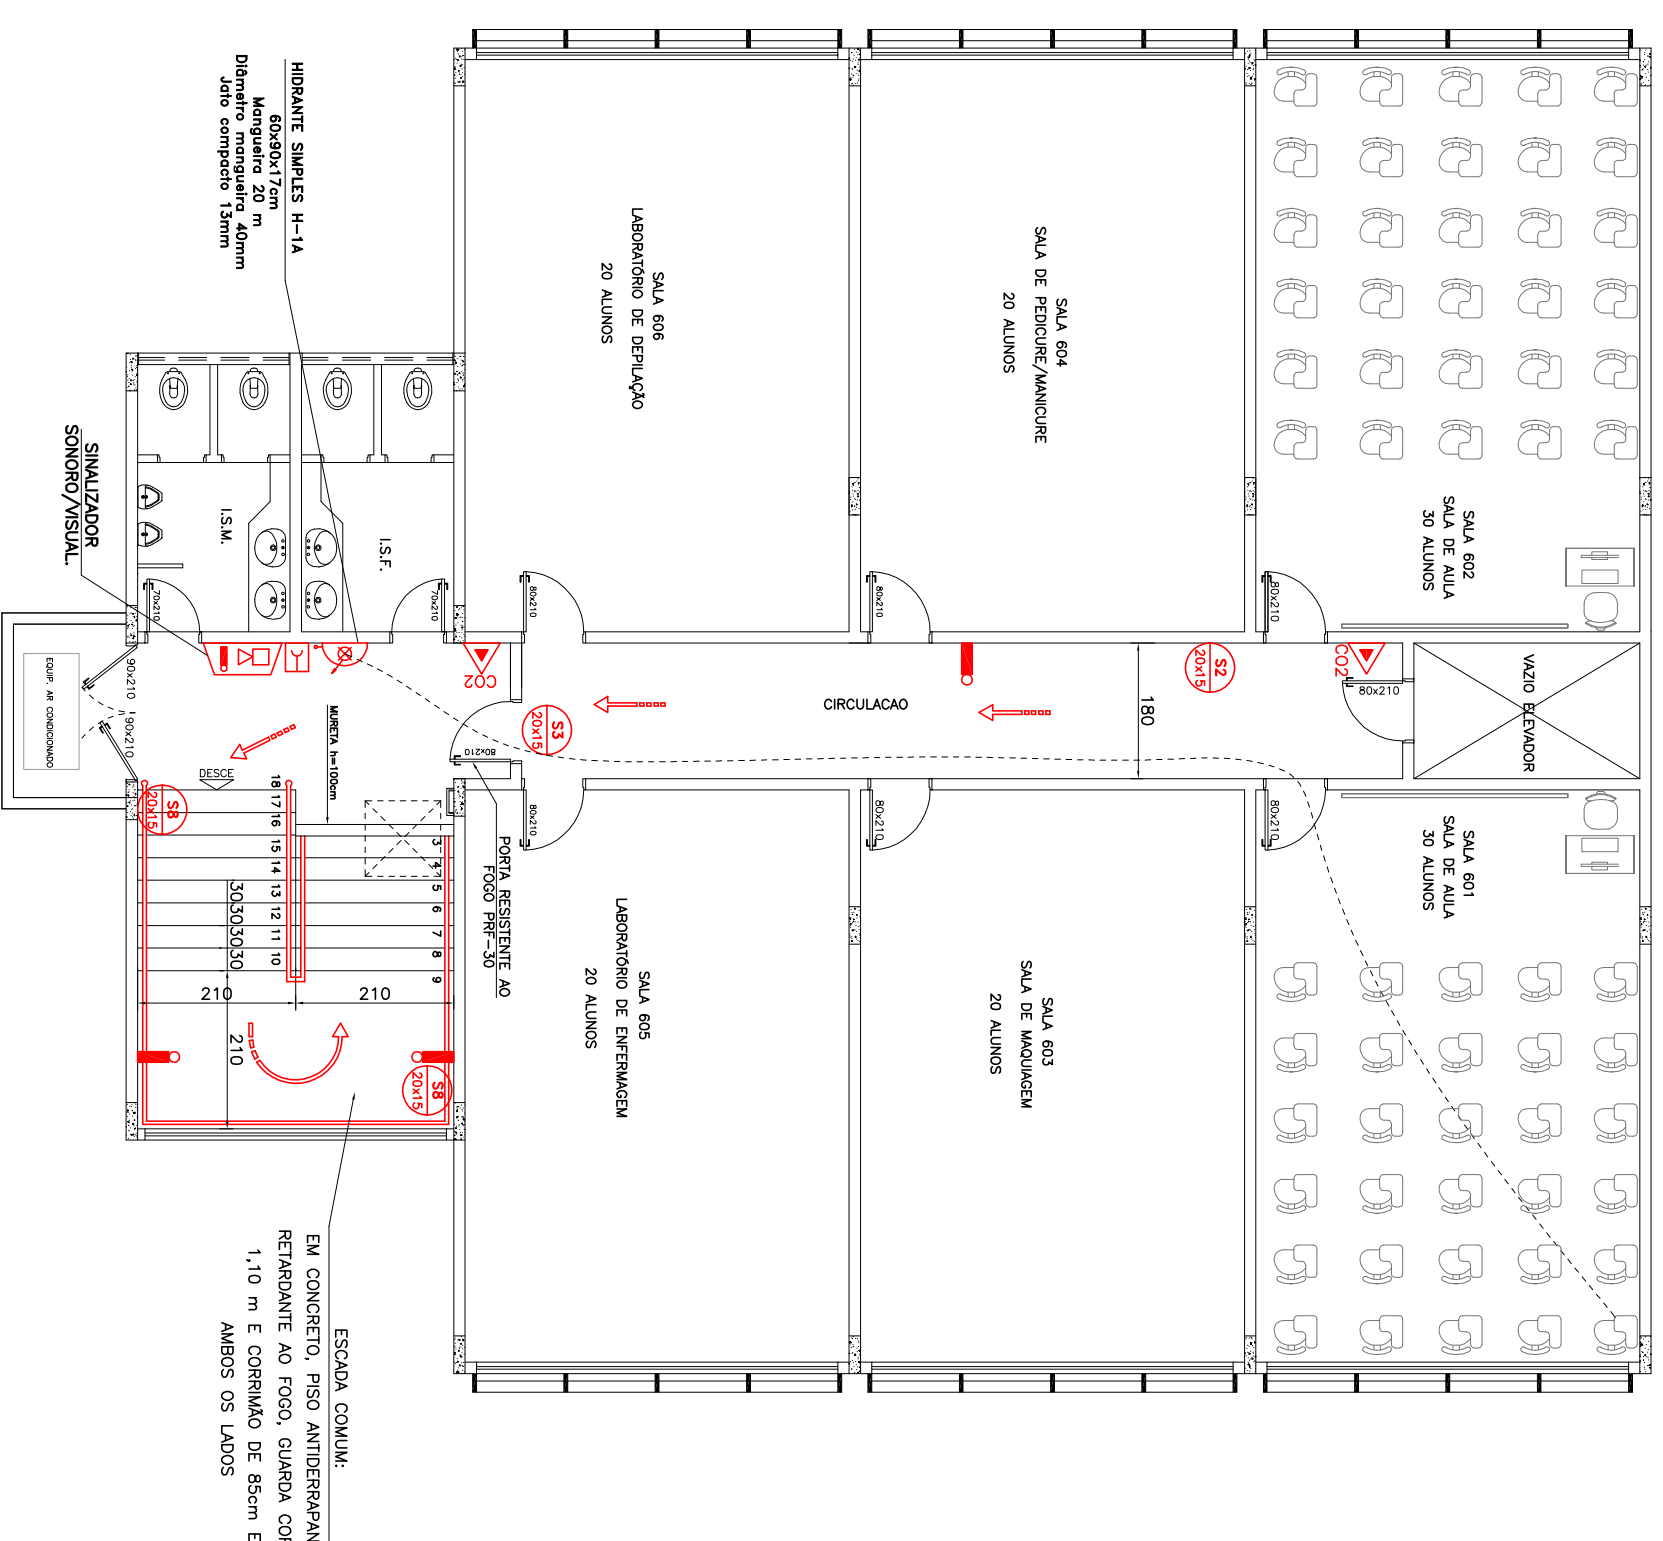 HIDRANTE SIMPLES H-1A
60x90x17cm
Mangueira 20 m
Diâmetro mangueira 40mm
Jato compacto 13mm
SALA 606
LABORATÓRIO DE DEPILAÇÃO
20 ALUNOS
SALA 604
SALA DE PEDICURE/MANICURE
20 ALUNOS
SALA 602
SALA DE AULA
30 ALUNOS
SINALIZADOR
SONORO/VISUAL.
I.S.M.
I.S.F.
70x210
70x210
80x210
80x210
80x210
EQUIP. AR CONDICIONADO
90x210
90x210
CO2
S3
20x15
80x210
CIRCULACAO
180
S2
20x15
CO2
80x210
VAZIO ELEVADOR
MURETA h=100cm
DESCE
S8
20x15
18
17
16
15
14
13
12
11
10
3
4
5
6
7
8
9
30
30
30
30
210
210
210
S8
20x15
PORTA RESISTENTE AO
FOGO PRF-30
80x210
80x210
80x210
SALA 605
LABORATÓRIO DE ENFERMAGEM
20 ALUNOS
SALA 603
SALA DE MAQUIAGEM
20 ALUNOS
SALA 601
SALA DE AULA
30 ALUNOS
ESCADA COMUM:
EM CONCRETO, PISO ANTIDERRAPAN
RETARDANTE AO FOGO, GUARDA COR
1,10 m E CORRIMÃO DE 85cm E
AMBOS OS LADOS